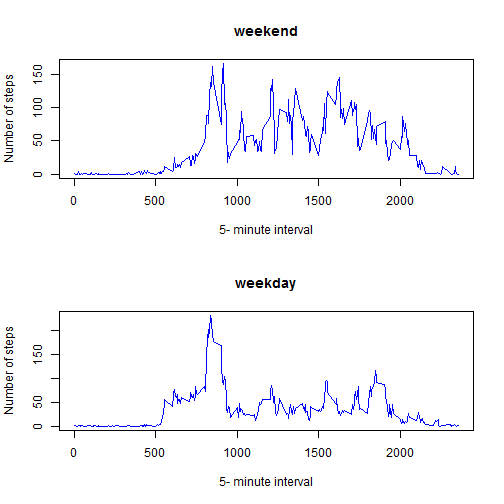 weekend
Number of steps
0 50 100 150
0 500 1000 1500 2000
5- minute interval
weekday
Number of steps
0 50 150
0 500 1000 1500 2000
5- minute interval